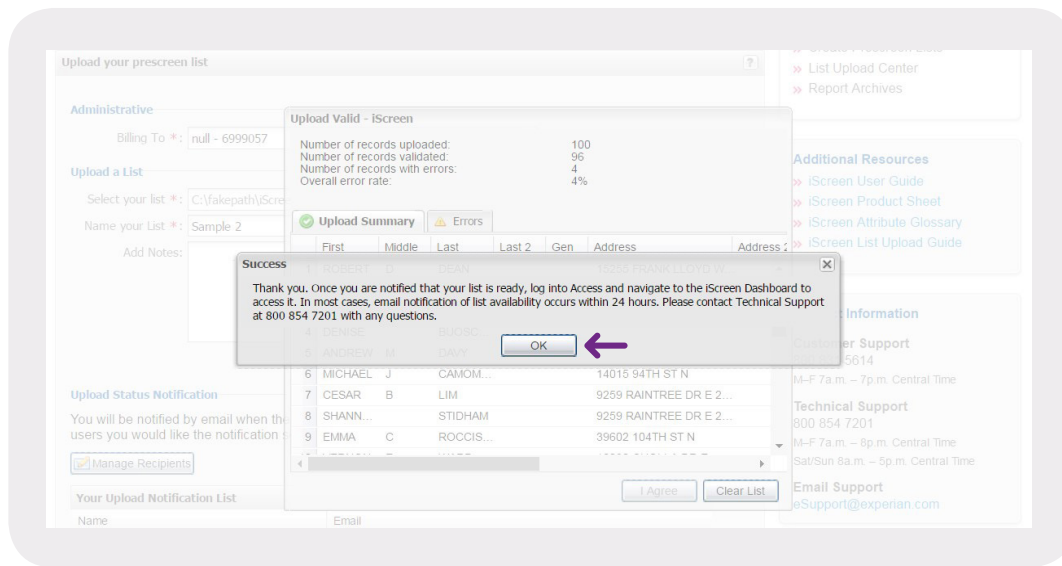 Upload your prescreen list
?
» List Upload Center
» Report Archives
Administrative
Billing To *: null - 6999057
Upload a List
Select your list *: C:\fakepath\iScre
Name your List *: Sample 2
Add Notes:
Upload Valid - iScreen
Number of records uploaded: 100
Number of records validated: 96
Number of records with errors: 4
Overall error rate: 4%
Upload Summary Errors
First Middle Last Last 2 Gen Address Address 2
1 ROBERT D DEAN 15255 FRANK LLOYD W...
Success
Thank you. Once you are notified that your list is ready, log into Access and navigate to the iScreen Dashboard to
access it. In most cases, email notification of list availability occurs within 24 hours. Please contact Technical Support
at 800 854 7201 with any questions.
OK
4 DENISE
5 ANDREW M DAVY
6 MICHAEL J CAMOM... 14015 94TH ST N
7 CESAR B LIM 9259 RAINTREE DR E 2...
8 SHANN... STIDHAM 9259 RAINTREE DR E 2...
9 EMMA C ROCCIS... 39602 104TH ST N
I Agree Clear List
Upload Status Notification
You will be notified by email when the
users you would like the notification
Manage Recipients
Your Upload Notification List
Name Email
Additional Resources
» iScreen User Guide
» iScreen Product Sheet
» iScreen Attribute Glossary
» iScreen List Upload Guide
Information
Customer Support
5614
M–F 7a.m. – 7p.m. Central Time
Technical Support
800 854 7201
M–F 7a.m. – 8p.m. Central Time
Sat/Sun 8a.m. – 5p.m. Central Time
Email Support
eSupport@experian.com